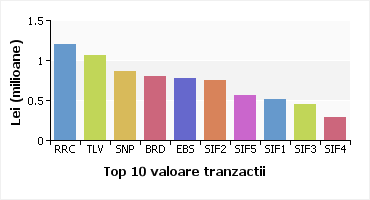 Lei (milioane)
1.5
1
0.5
0
RRC TLV SNP BRD EBS SIF2 SIF5 SIF1 SIF3 SIF4
Top 10 valoare tranzactii